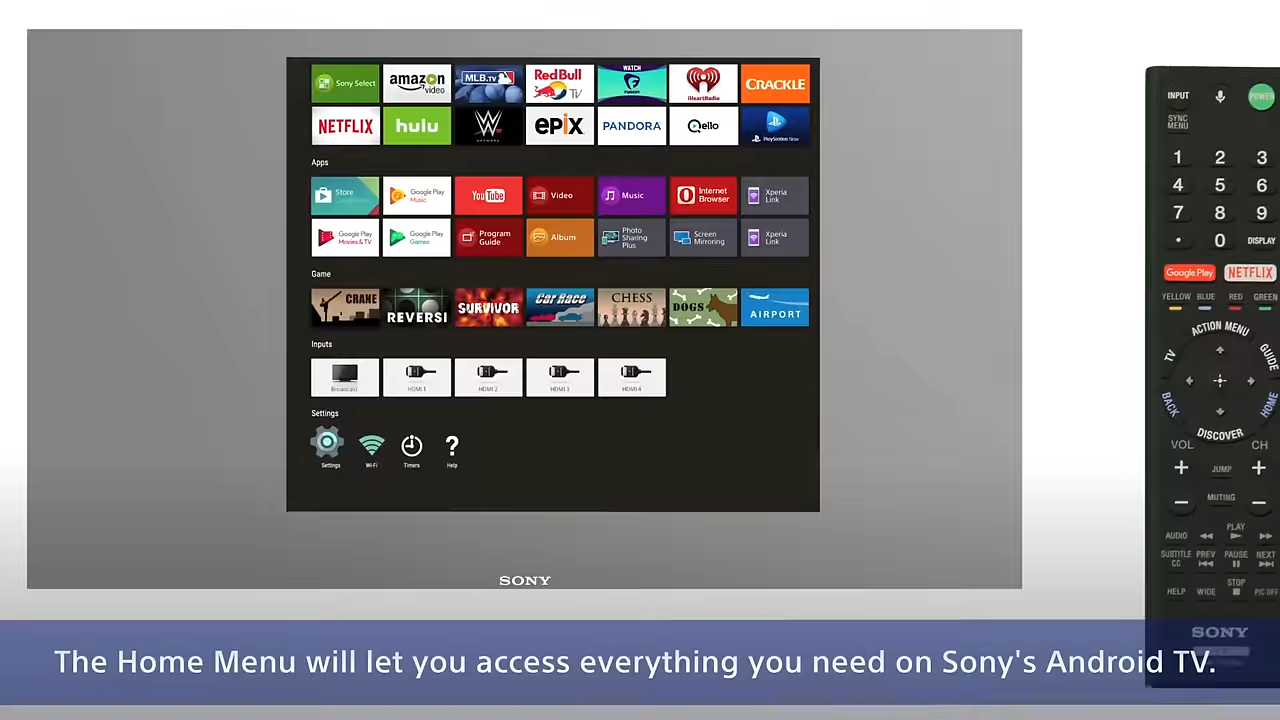 Sony Select
amazon video
MLB.TV
Red Bull TV
WATCH FUSION
iHeartRadio
CRACKLE
NETFLIX
hulu
W NETWORK
epix
PANDORA
Qello
PlayStation Now
Apps
Store
Google Play Music
YouTube
Video
Music
Internet Browser
Xperia Link
Google Play Movies & TV
Google Play Games
Program Guide
Album
Photo Sharing Plus
Screen Mirroring
Xperia Link
Game
CRANE
REVERSI
SURVIVOR
Car Race
CHESS
DOGS
AIRPORT
Inputs
Broadcast
HDMI 1
HDMI 2
HDMI 3
HDMI 4
Settings
Settings
Wi-Fi
Timers
Help
SONY
INPUT
POWER
SYNC MENU
1 2 3
4 5 6
7 8 9
• 0 DISPLAY
Google Play NETFLIX
YELLOW BLUE RED GREEN
ACTION MENU
TV
GUIDE
BACK
HOME
DISCOVER
VOL
CH
+ JUMP +
− MUTING −
PLAY
AUDIO
SUBTITLE CC
PREV
PAUSE
NEXT
STOP
HELP WIDE
P/C OFF
SONY
The Home Menu will let you access everything you need on Sony's Android TV.